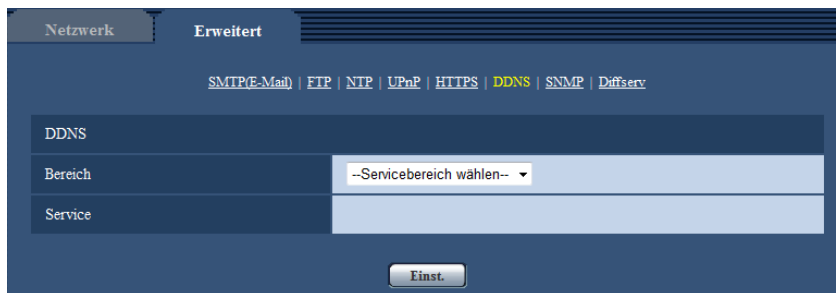 Netzwerk Erweitert
SMTP(E-Mail) | FTP | NTP | UPnP | HTTPS | DDNS | SNMP | Diffserv
DDNS
Bereich --Servicebereich wählen--
Service
Einst.